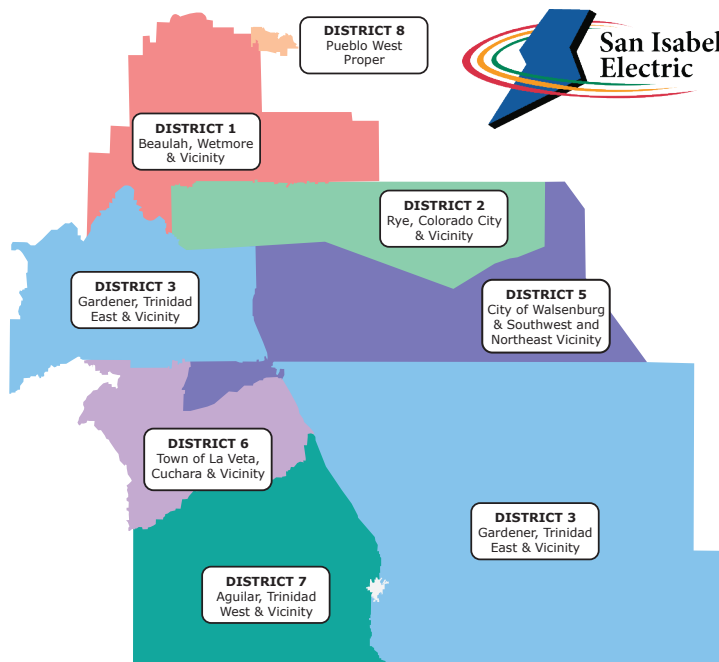 DISTRICT 8
Pueblo West
Proper
San Isabel
Electric
DISTRICT 1
Beaulah, Wetmore
& Vicinity
DISTRICT 2
Rye, Colorado City
& Vicinity
DISTRICT 3
Gardener, Trinidad
East & Vicinity
DISTRICT 5
City of Walsenburg
& Southwest and
Northeast Vicinity
DISTRICT 6
Town of La Veta,
Cuchara & Vicinity
DISTRICT 3
Gardener, Trinidad
East & Vicinity
DISTRICT 7
Aguilar, Trinidad
West & Vicinity